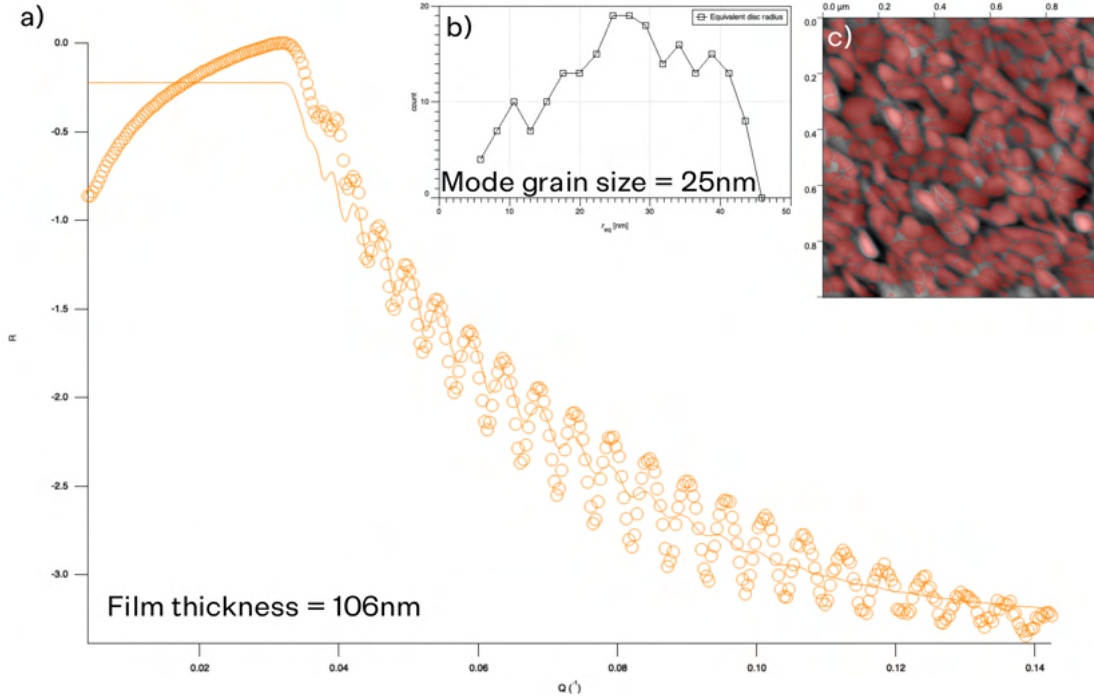 a)
0.0
-0.5
-1.0
-1.5
-2.0
-2.5
-3.0
R
0.02
0.04
0.06
0.08
0.10
0.12
0.14
Q (⁻¹)
Film thickness = 106nm
b)
20
10
0
count
Equivalent disc radius
Mode grain size = 25nm
0
10
20
30
40
50
r_eq [nm]
c)
0.0 µm
0.2
0.4
0.6
0.8
0.0
0.2
0.4
0.6
0.8